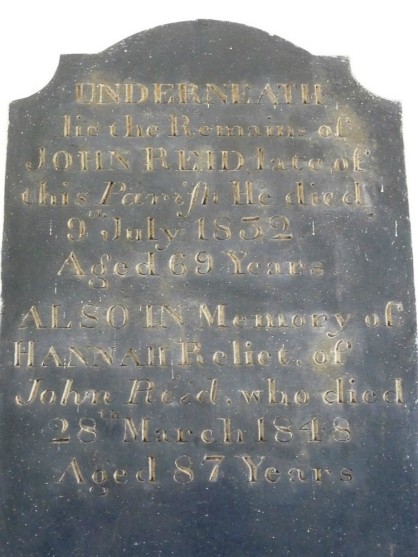 UNDERNEATH
lie the Remains of
JOHN REID, late of
this Pariſh He died
9th July 1832
Aged 69 Years
ALSO IN Memory of
HANNAH Relict, of
John Reid, who died
28th March 1848
Aged 87 Years